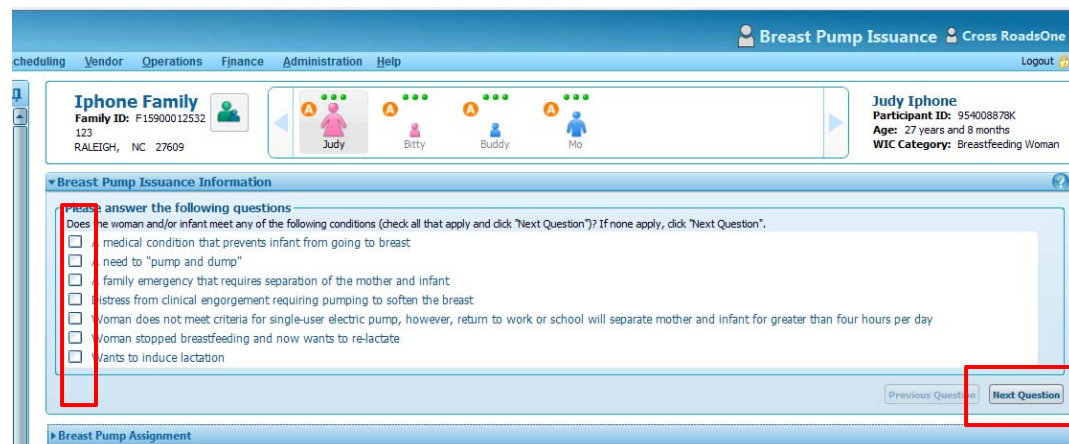 Breast Pump Issuance Cross RoadsOne
cheduling Vendor Operations Finance Administration Help Logout
Iphone Family
Family ID: F15900012532
123
RALEIGH, NC 27609
A A A A
Judy Bitty Buddy Mo
Judy Iphone
Participant ID: 954008878K
Age: 27 years and 8 months
WIC Category: Breastfeeding Woman
Breast Pump Issuance Information ?
Please answer the following questions
Does the woman and/or infant meet any of the following conditions (check all that apply and click "Next Question")? If none apply, click "Next Question".
A medical condition that prevents infant from going to breast
A need to "pump and dump"
A family emergency that requires separation of the mother and infant
Distress from clinical engorgement requiring pumping to soften the breast
Woman does not meet criteria for single-user electric pump, however, return to work or school will separate mother and infant for greater than four hours per day
Woman stopped breastfeeding and now wants to re-lactate
Wants to induce lactation
Previous Question Next Question
Breast Pump Assignment